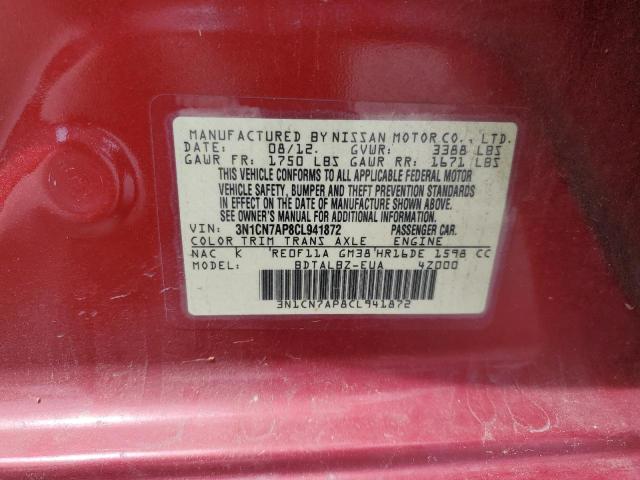 MANUFACTURED BY NISSAN MOTOR CO., LTD.
DATE: 08/12. GVWR: 3388 LBS
GAWR FR: 1750 LBS GAWR RR: 1671 LBS
THIS VEHICLE CONFORMS TO ALL APPLICABLE FEDERAL MOTOR
VEHICLE SAFETY, BUMPER AND THEFT PREVENTION STANDARDS
IN EFFECT ON THE DATE OF MANUFACTURE SHOWN ABOVE.
SEE OWNER'S MANUAL FOR ADDITIONAL INFORMATION.
VIN: 3N1CN7AP8CL941872 PASSENGER CAR.
COLOR TRIM TRANS AXLE ENGINE
NAC K 'RE0F11A GM38'HR16DE 1598 CC
BDTALBZ-EUA 4Z000
3N1CN7AP8CL941872